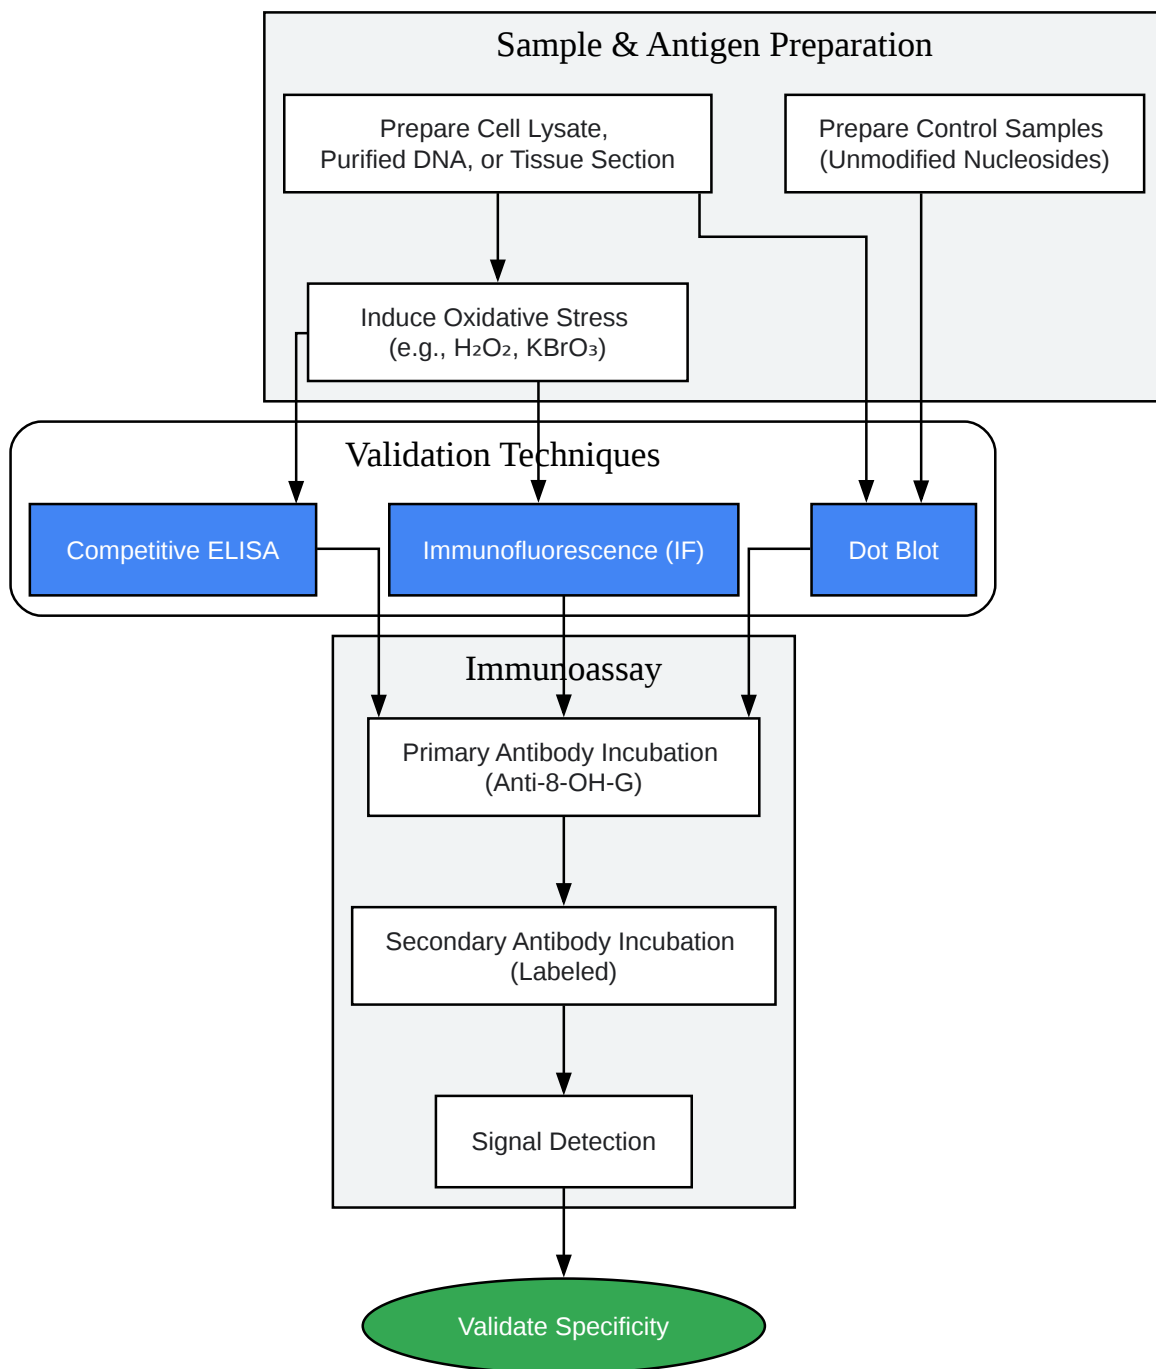 Sample & Antigen Preparation
Prepare Cell Lysate,
Purified DNA, or Tissue Section
Prepare Control Samples
(Unmodified Nucleosides)
Induce Oxidative Stress
(e.g., H₂O₂, KBrO₃)
Validation Techniques
Competitive ELISA
Immunofluorescence (IF)
Dot Blot
Immunoassay
Primary Antibody Incubation
(Anti-8-OH-G)
Secondary Antibody Incubation
(Labeled)
Signal Detection
Validate Specificity